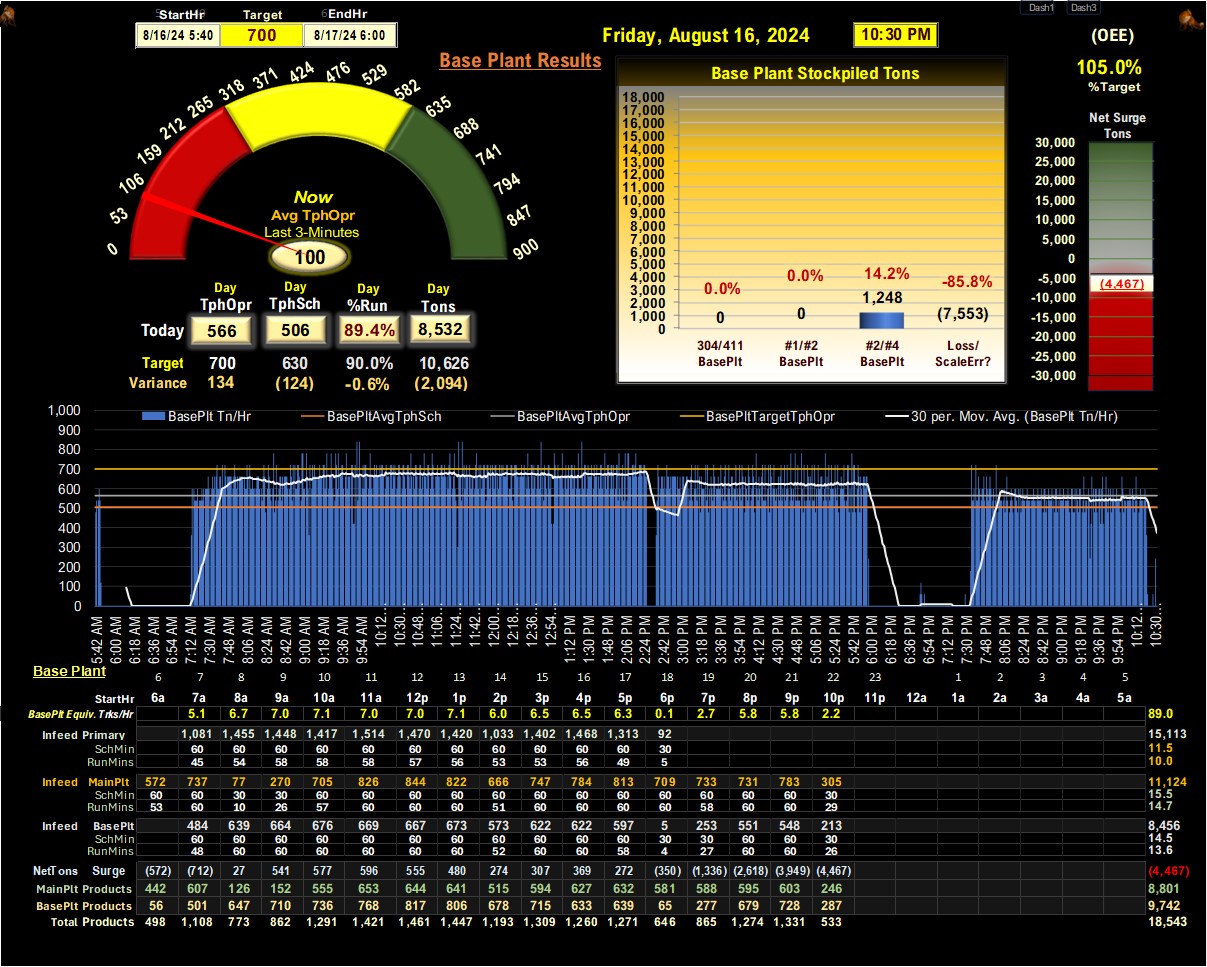 Dash1 Dash3
StartHr Target EndHr
8/16/24 5:40 700 8/17/24 6:00
Friday, August 16, 2024 10:30 PM
(OEE)
105.0%
%Target
Base Plant Results
Base Plant Stockpiled Tons
18,000
17,000
16,000
15,000
14,000
13,000
12,000
11,000
10,000
9,000
8,000
7,000
6,000
5,000
4,000
3,000
2,000
1,000
0
0.0% 0.0% 14.2% -85.8%
0 0 1,248 (7,553)
304/411 #1/#2 #2/#4 Loss/
BasePlt BasePlt BasePlt ScaleErr?
Net Surge
Tons
30,000
25,000
20,000
15,000
10,000
5,000
0
-5,000
-10,000
-15,000
-20,000
-25,000
-30,000
(4,467)
0 53 106 159 212 265 318 371 424 476 529 582 635 688 741 794 847 900
Now
Avg TphOpr
Last 3-Minutes
100
Day Day Day Day
TphOpr TphSch %Run Tons
Today 566 506 89.4% 8,532
Target 700 630 90.0% 10,626
Variance 134 (124) -0.6% (2,094)
BasePlt Tn/Hr BasePltAvgTphSch BasePltAvgTphOpr BasePltTargetTphOpr 30 per. Mov. Avg. (BasePlt Tn/Hr)
1,000
900
800
700
600
500
400
300
200
100
0
5:42 AM 6:00 AM 6:18 AM 6:36 AM 6:54 AM 7:12 AM 7:30 AM 7:48 AM 8:06 AM 8:24 AM 8:42 AM 9:00 AM 9:18 AM 9:36 AM 9:54 AM 10:12... 10:30... 10:48... 11:06... 11:24... 11:42... 12:00... 12:18... 12:36... 12:54... 1:12 PM 1:30 PM 1:48 PM 2:06 PM 2:24 PM 2:42 PM 3:00 PM 3:18 PM 3:36 PM 3:54 PM 4:12 PM 4:30 PM 4:48 PM 5:06 PM 5:24 PM 5:42 PM 6:00 PM 6:18 PM 6:36 PM 6:54 PM 7:12 PM 7:30 PM 7:48 PM 8:06 PM 8:24 PM 8:42 PM 9:00 PM 9:18 PM 9:36 PM 9:54 PM 10:12... 10:30...
Base Plant
6 7 8 9 10 11 12 13 14 15 16 17 18 19 20 21 22 23 1 2 3 4 5
StartHr 6a 7a 8a 9a 10a 11a 12p 1p 2p 3p 4p 5p 6p 7p 8p 9p 10p 11p 12a 1a 2a 3a 4a 5a
BasePlt Equiv. Trks/Hr 5.1 6.7 7.0 7.1 7.0 7.0 7.1 6.0 6.5 6.5 6.3 0.1 2.7 5.8 5.8 2.2 89.0
Infeed Primary 1,081 1,455 1,448 1,417 1,514 1,470 1,420 1,033 1,402 1,468 1,313 92 15,113
SchMin 60 60 60 60 60 60 60 60 60 60 60 30 11.5
RunMins 45 54 58 58 58 57 56 53 53 56 49 5 10.0
Infeed MainPlt 572 737 77 270 705 826 844 822 666 747 784 813 709 733 731 783 305 11,124
SchMin 60 60 30 30 60 60 60 60 60 60 60 60 60 60 60 60 30 15.5
RunMins 53 53 10 26 57 60 60 60 51 60 60 60 60 58 60 60 29 14.7
Infeed BasePlt 484 639 664 676 669 667 673 573 622 622 597 5 253 551 548 213 8,456
SchMin 60 60 60 60 60 60 60 60 60 60 60 30 30 60 60 30 14.5
RunMins 48 60 60 60 60 60 60 52 60 60 58 4 27 60 60 26 13.6
NetTons Surge (572) (712) 27 541 577 596 555 480 274 307 369 272 (350) (1,336) (2,618) (3,949) (4,467) (4,467)
MainPlt Products 442 607 126 152 555 653 644 641 515 594 627 632 581 588 595 603 246 8,801
BasePlt Products 56 501 647 710 736 768 817 806 678 715 633 639 65 277 679 728 287 9,742
Total Products 498 1,108 773 862 1,291 1,421 1,461 1,447 1,193 1,309 1,260 1,271 646 865 1,274 1,331 533 18,543